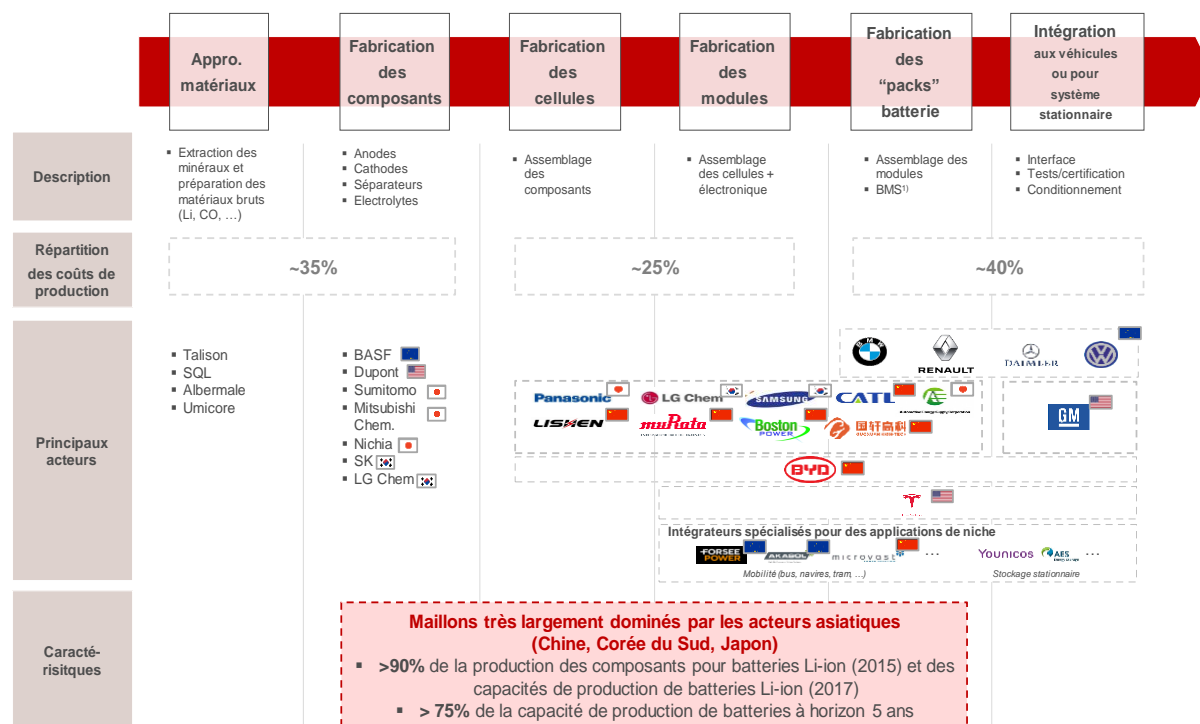 Appro.
matériaux
Fabrication
des
composants
Fabrication
des
cellules
Fabrication
des
modules
Fabrication
des
“packs”
batterie
Intégration
aux véhicules
ou pour
système
stationnaire
Description
▪ Extraction des
minéraux et
préparation des
matériaux bruts
(Li, CO, …)
▪ Anodes
▪ Cathodes
▪ Séparateurs
▪ Electrolytes
▪ Assemblage
des
composants
▪ Assemblage
des cellules +
électronique
▪ Assemblage des
modules
▪ BMS¹⁾
▪ Interface
▪ Tests/certification
▪ Conditionnement
Répartition
des coûts de
production
~35%
~25%
~40%
Principaux
acteurs
▪ Talison
▪ SQL
▪ Albermale
▪ Umicore
▪ BASF
▪ Dupont
▪ Sumitomo
▪ Mitsubishi
Chem.
▪ Nichia
▪ SK
▪ LG Chem
BMW
RENAULT
DAIMLER
Panasonic
LG Chem
SAMSUNG
CATL
LISHEN
muRata
Boston
POWER
国轩高科
GM
BYD
Intégrateurs spécialisés pour des applications de niche
FORSEE
POWER
AKASOL
microvast
…
Younicos
AES
…
Mobilité (bus, navires, tram, …)
Stockage stationnaire
Caracté-
risitques
Maillons très largement dominés par les acteurs asiatiques
(Chine, Corée du Sud, Japon)
▪ >90% de la production des composants pour batteries Li-ion (2015) et des
capacités de production de batteries Li-ion (2017)
▪ > 75% de la capacité de production de batteries à horizon 5 ans